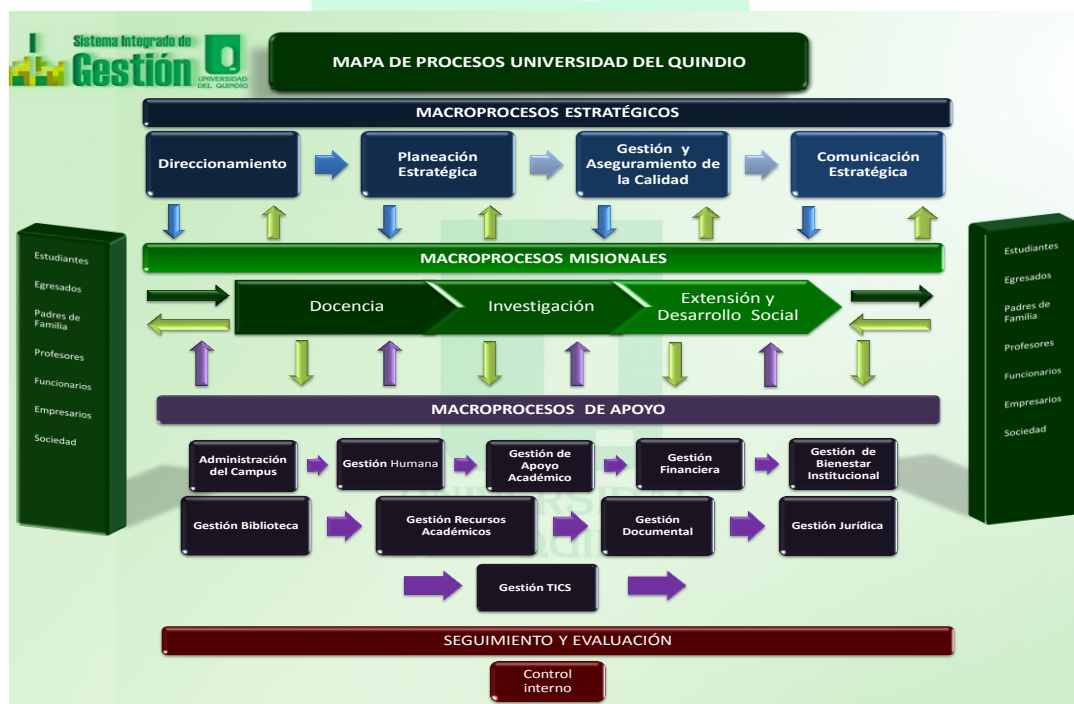 Sistema Integrado de
Gestión
UNIVERSIDAD
DEL QUINDÍO
MAPA DE PROCESOS UNIVERSIDAD DEL QUINDIO
MACROPROCESOS ESTRATÉGICOS
Direccionamiento
Planeación
Estratégica
Gestión y
Aseguramiento de
la Calidad
Comunicación
Estratégica
MACROPROCESOS MISIONALES
Estudiantes
Egresados
Padres de
Familia
Profesores
Funcionarios
Empresarios
Sociedad
Docencia
Investigación
Extensión y
Desarrollo Social
Estudiantes
Egresados
Padres de
Familia
Profesores
Funcionarios
Empresarios
Sociedad
MACROPROCESOS DE APOYO
Administración
del Campus
Gestión Humana
Gestión de
Apoyo
Académico
Gestión
Financiera
Gestión de
Bienestar
Institucional
Gestión Biblioteca
Gestión Recursos
Académicos
Gestión
Documental
Gestión Jurídica
Gestión TICS
SEGUIMIENTO Y EVALUACIÓN
Control
interno